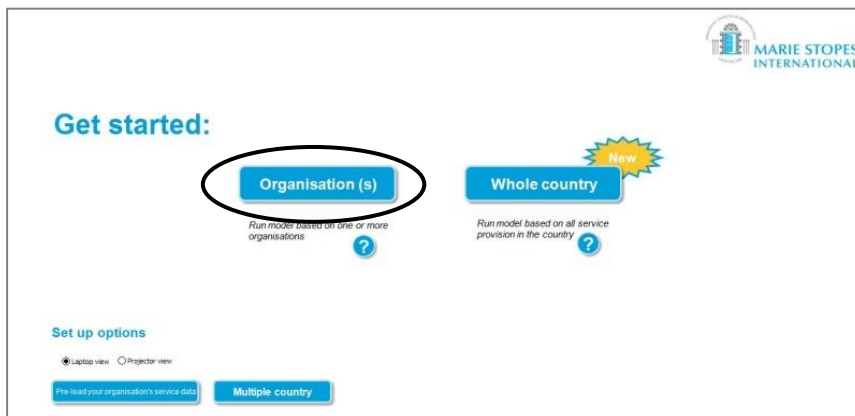 MARIE STOPES
INTERNATIONAL
Get started:
Organisation (s)
New
Whole country
Run model based on one or more
organisations
?
Run model based on all service
provision in the country
?
Set up options
Laptop view
Projector view
Pre-load your organisation's service data
Multiple country